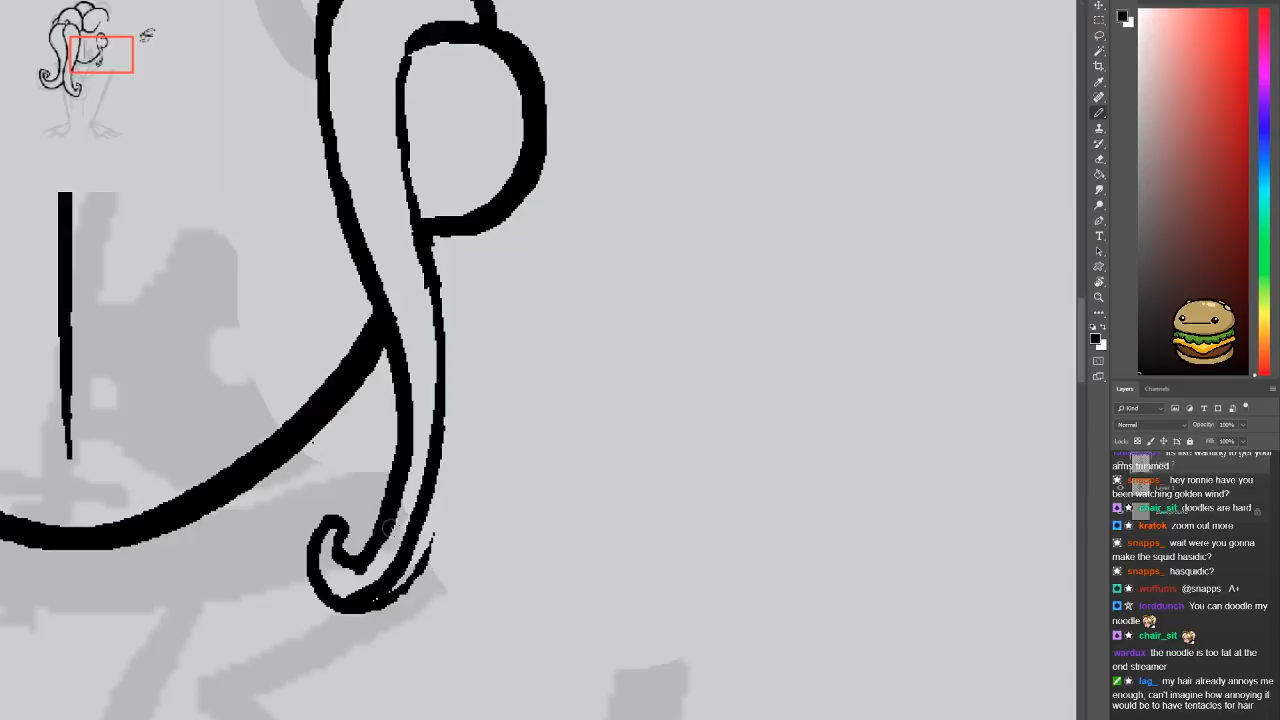 Layers Channels
Kind
Normal Opacity: 100%
Lock: Fill: 100%
its like wanting to get your
arms trimmed
snapps_ hey ronnie have you
been watching golden wind?
chair_sit doodles are hard
kratok zoom out more
snapps_ wait were you gonna
make the squid hasidic?
snapps_ hasquidic?
wuffums @snapps_ A+
lorddunch You can doodle my
noodle
chair_sit
wardux the noodle is too fat at the
end streamer
lag_ my hair already annoys me
enough, can't imagine how annoying it
would be to have tentacles for hair